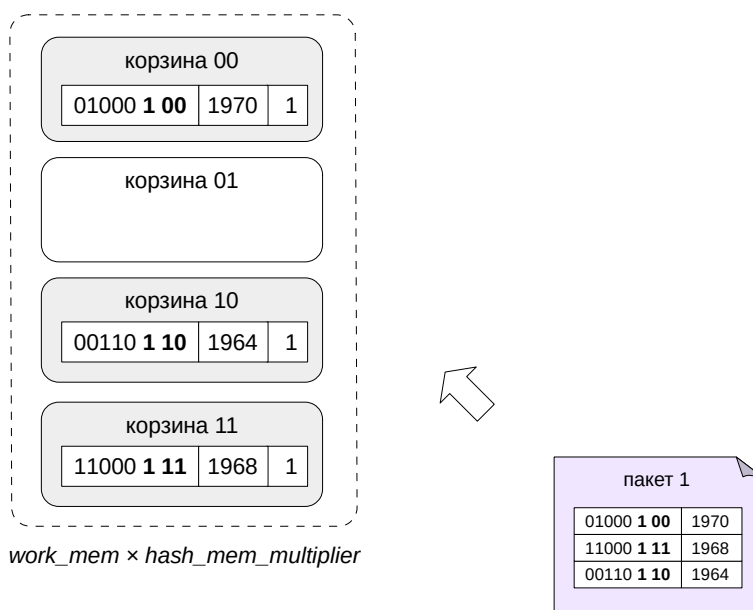 корзина 00
01000 1 00 1970 1
корзина 01
корзина 10
00110 1 10 1964 1
корзина 11
11000 1 11 1968 1
work_mem × hash_mem_multiplier
пакет 1
01000 1 00 1970
11000 1 11 1968
00110 1 10 1964